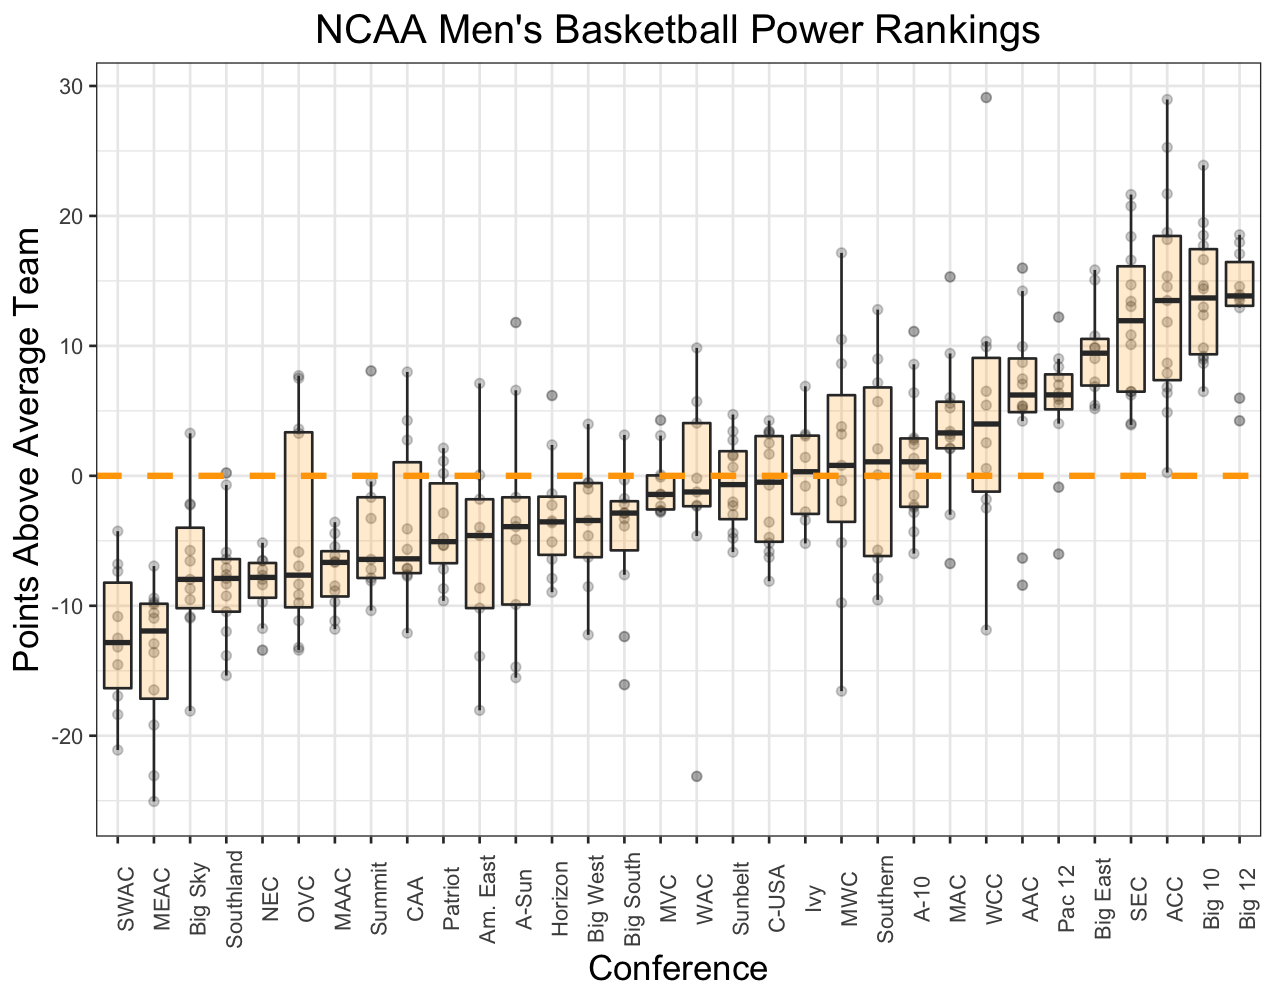 NCAA Men's Basketball Power Rankings
Points Above Average Team
30
20
10
0
-10
-20
SWAC
MEAC
Big Sky
Southland
NEC
OVC
MAAC
Summit
CAA
Patriot
Am. East
A-Sun
Horizon
Big West
Big South
MVC
WAC
Sunbelt
C-USA
Ivy
MWC
Southern
A-10
MAC
WCC
AAC
Pac 12
Big East
SEC
ACC
Big 10
Big 12
Conference